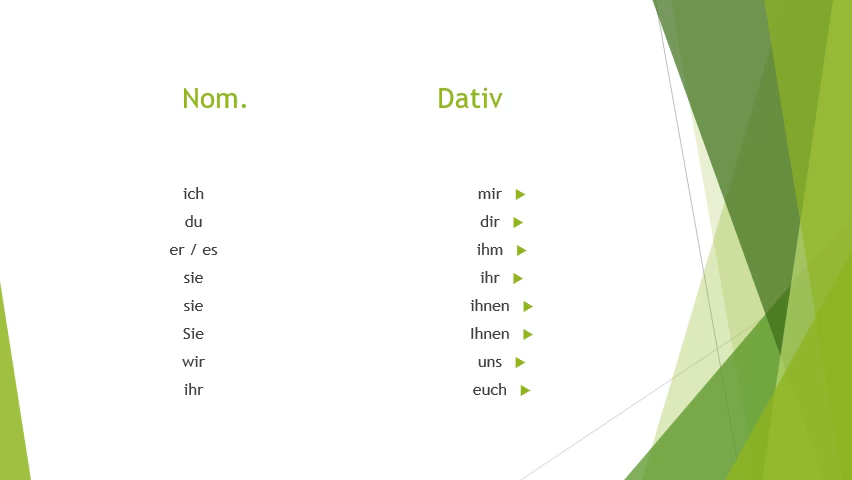 Nom. Dativ
ich mir
du dir
er / es ihm
sie ihr
sie ihnen
Sie Ihnen
wir uns
ihr euch